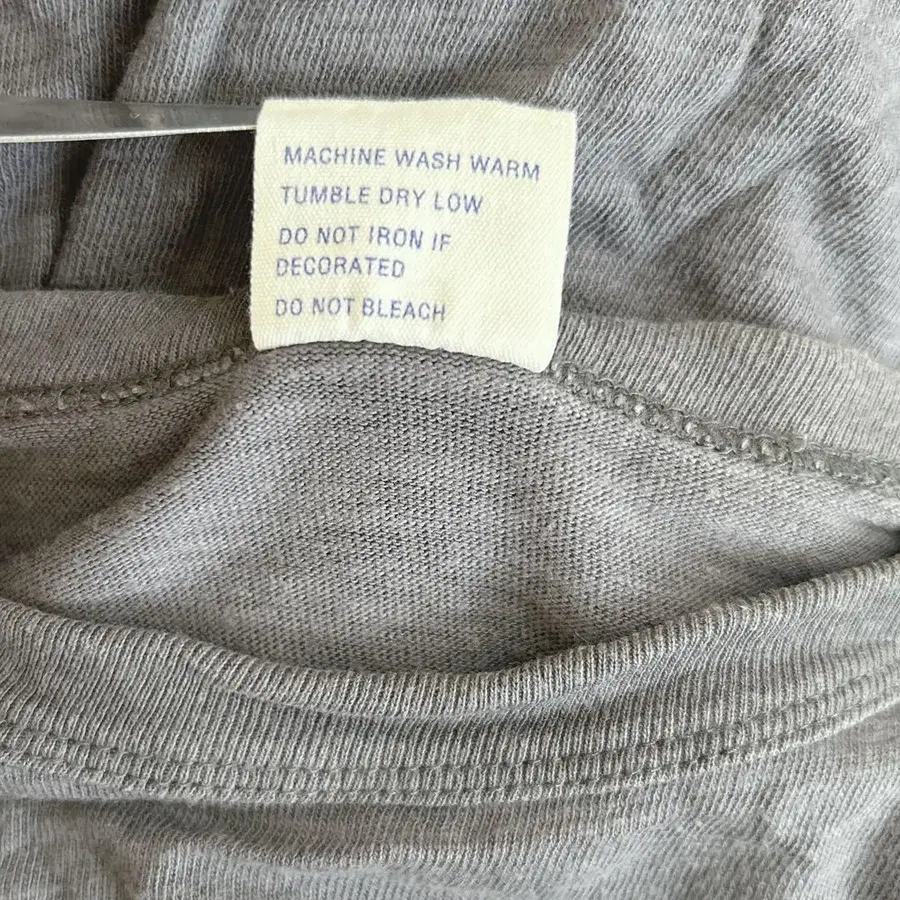 MACHINE WASH WARM
TUMBLE DRY LOW
DO NOT IRON IF
DECORATED
DO NOT BLEACH